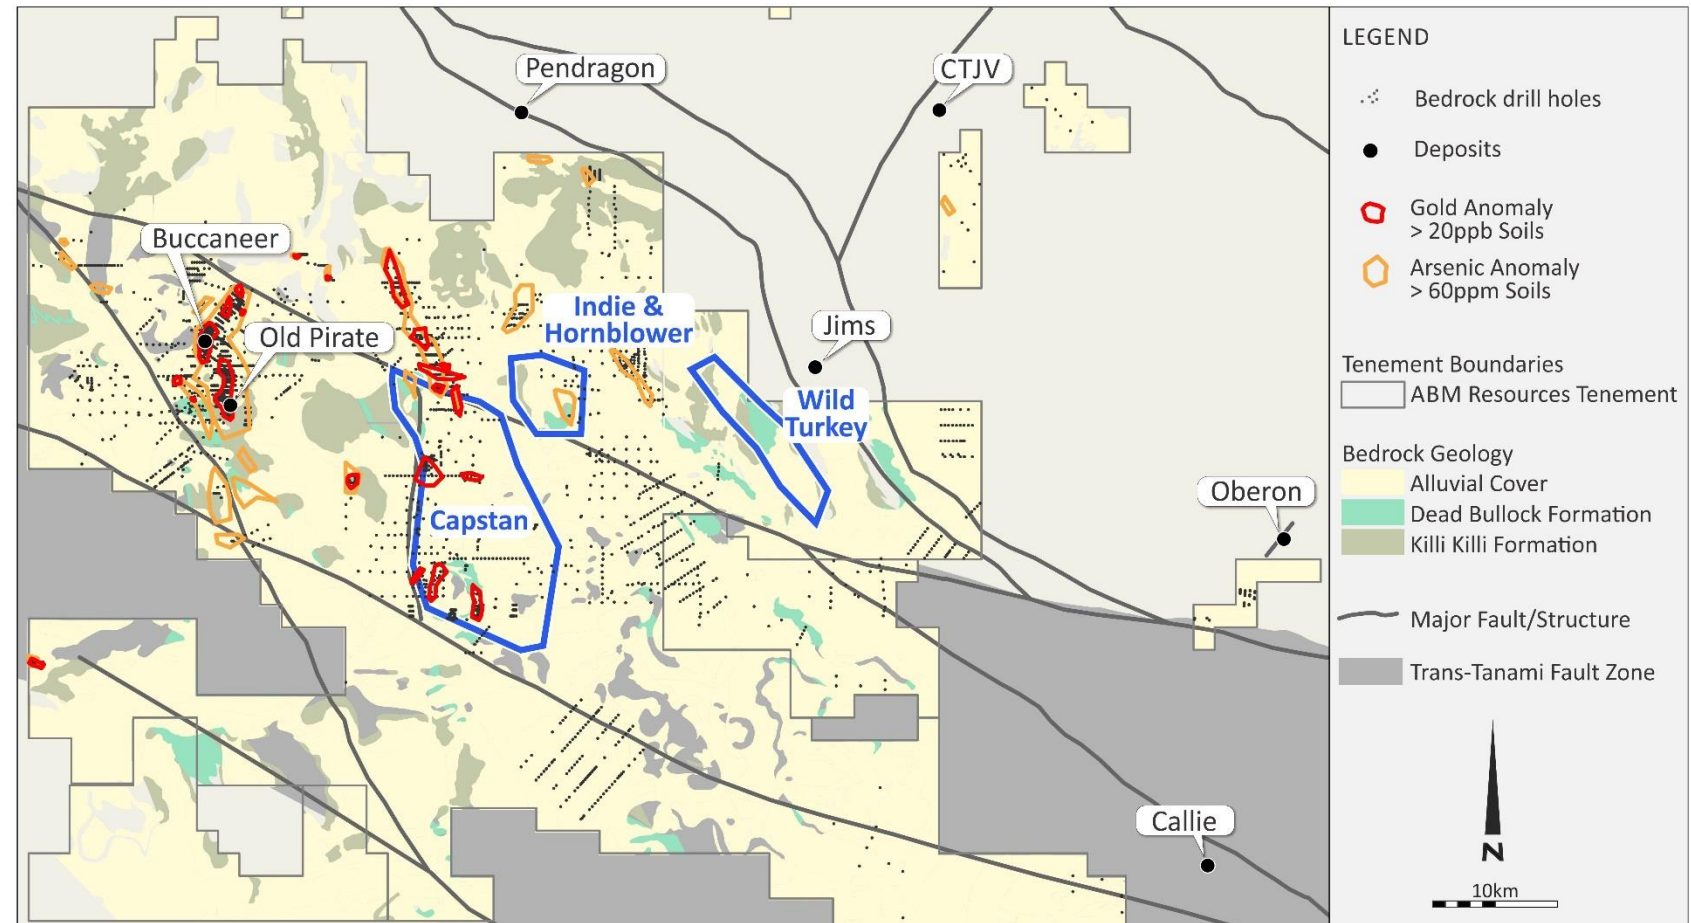 Pendragon
CTJV
Buccaneer
Old Pirate
Indie &
Hornblower
Jims
Wild
Turkey
Capstan
Oberon
Callie
LEGEND
Bedrock drill holes
Deposits
Gold Anomaly
> 20ppb Soils
Arsenic Anomaly
> 60ppm Soils
Tenement Boundaries
ABM Resources Tenement
Bedrock Geology
Alluvial Cover
Dead Bullock Formation
Killi Killi Formation
Major Fault/Structure
Trans-Tanami Fault Zone
N
10km